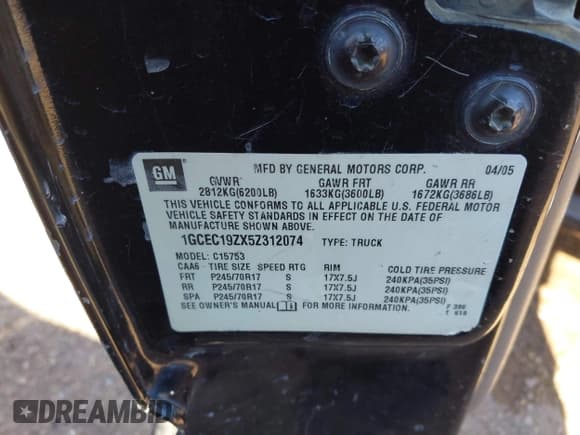 GM
MFD BY GENERAL MOTORS CORP. 04/05
GVWR GAWR FRT GAWR RR
2812KG(6200LB) 1633KG(3600LB) 1672KG(3686LB)
THIS VEHICLE CONFORMS TO ALL APPLICABLE U.S. FEDERAL MOTOR
VEHICLE SAFETY STANDARDS IN EFFECT ON THE DATE OF
MANUFACTURE SHOWN ABOVE.
1GCEC19ZX5Z312074 TYPE: TRUCK
MODEL: C15753
CAA6 TIRE SIZE SPEED RTG RIM COLD TIRE PRESSURE
FRT P245/70R17 S 17X7.5J 240KPA(35PSI)
RR P245/70R17 S 17X7.5J 240KPA(35PSI)
SPA P245/70R17 S 17X7.5J 240KPA(35PSI)
SEE OWNER'S MANUAL FOR MORE INFORMATION.
DREAMBID